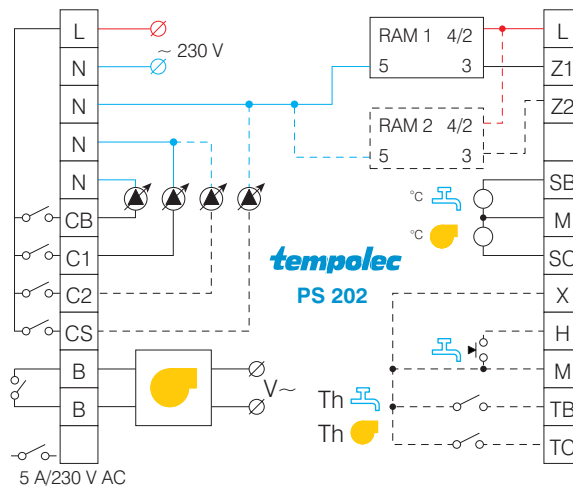 L
N
N
N
N
CB
C1
C2
CS
B
B
~ 230 V
5 A/230 V AC
RAM 1 4/2
5 3
RAM 2 4/2
5 3
°C
°C
tempolec
PS 202
V~
Th
Th
L
Z1
Z2
SB
M
SC
X
H
M
TB
TC